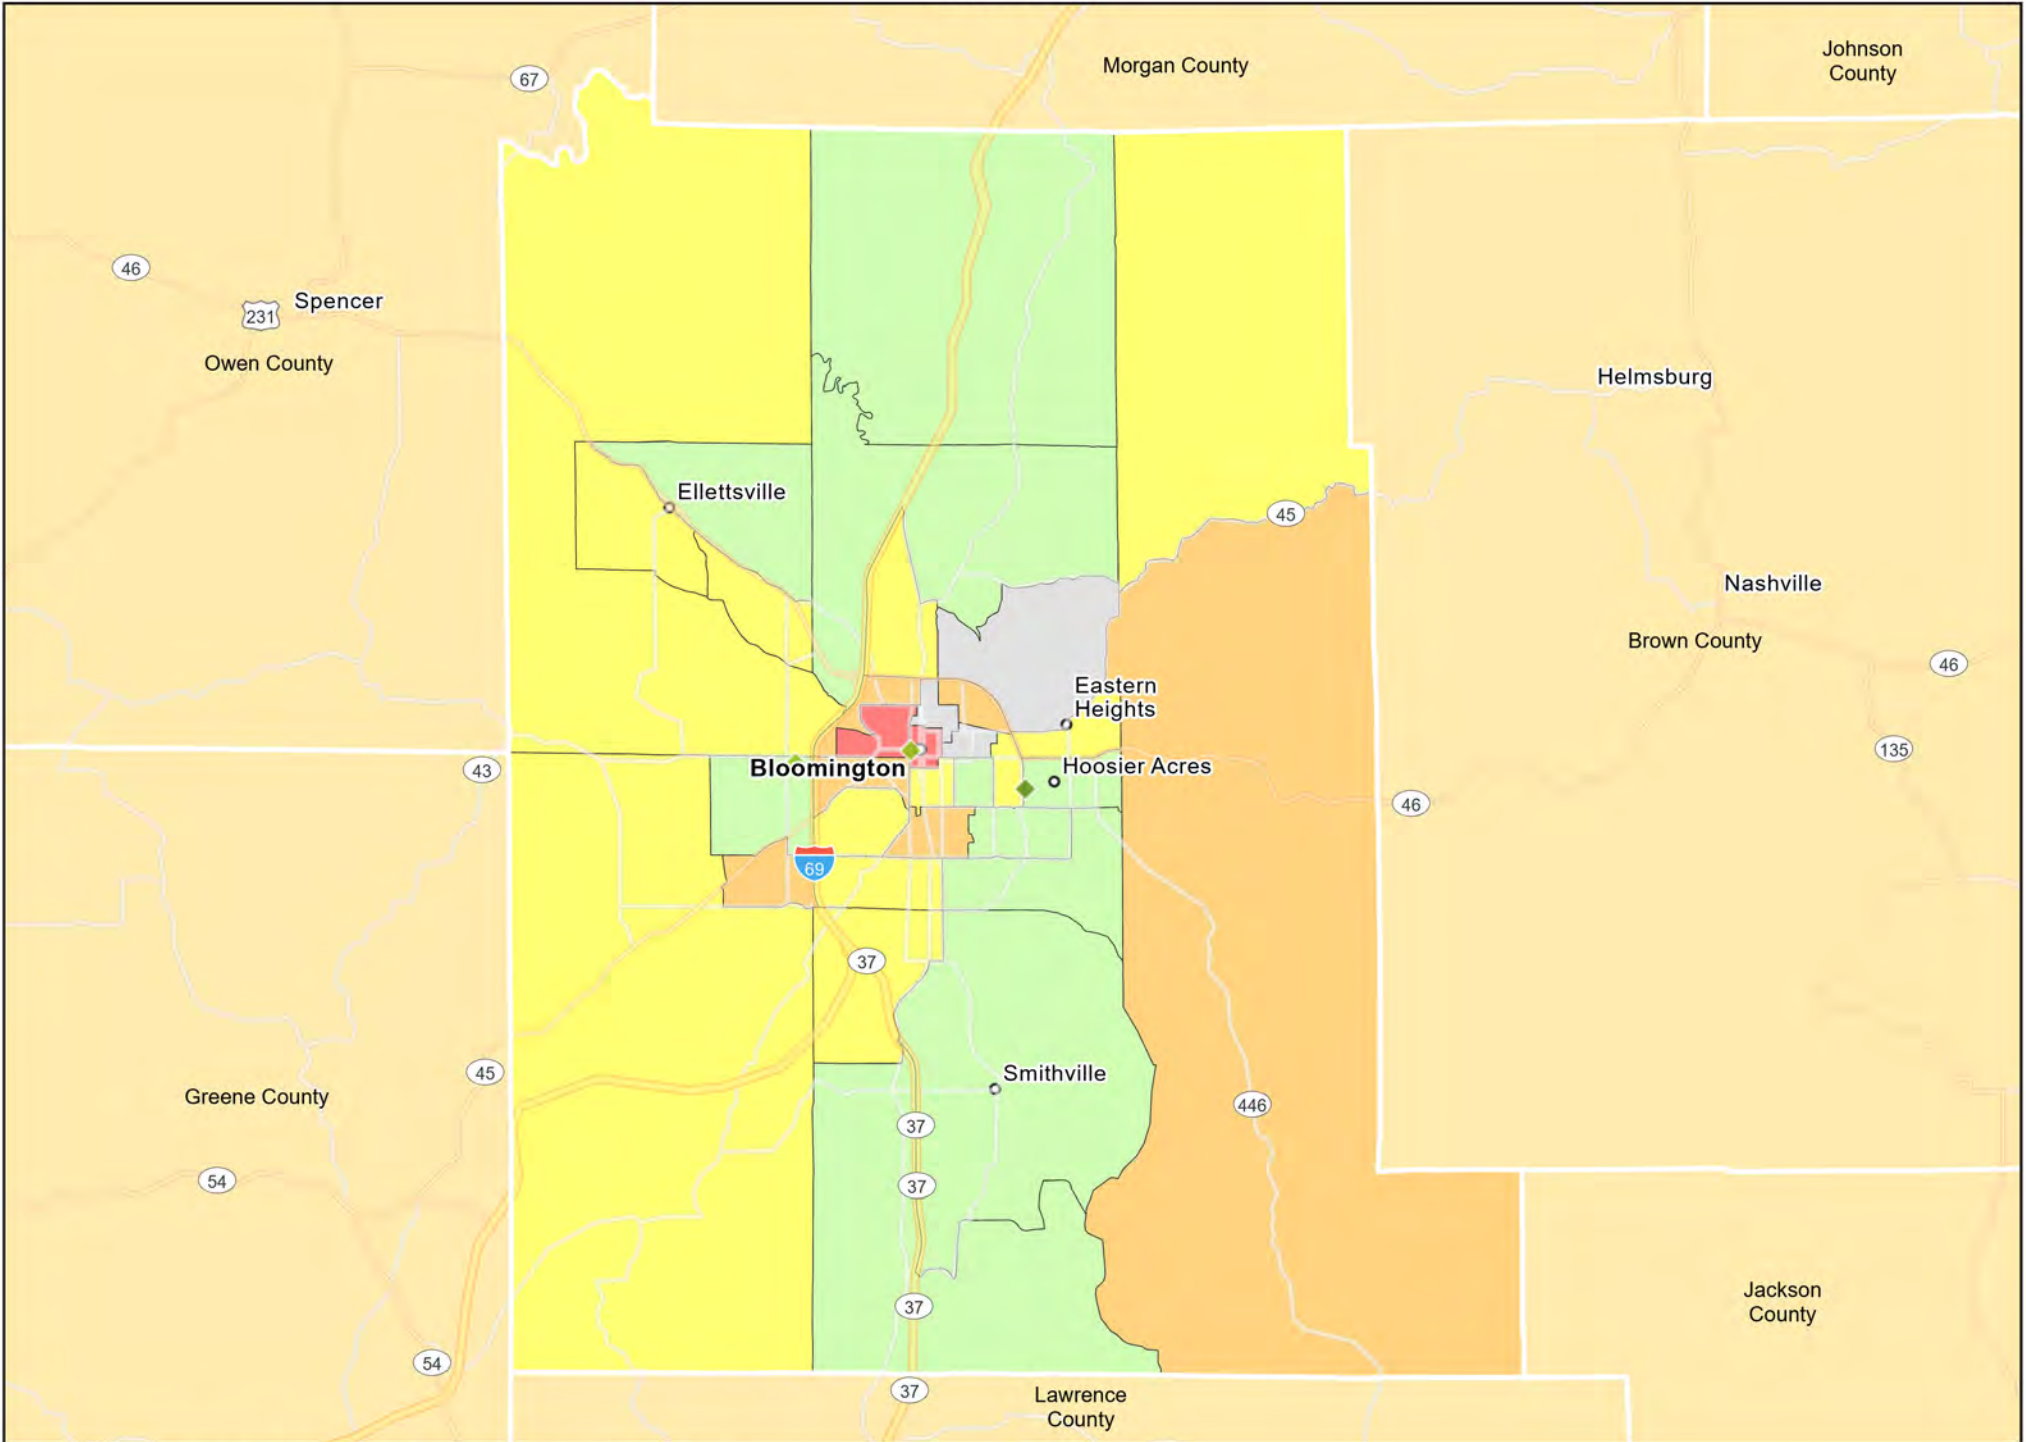 Morgan County
Johnson
County
67
46
231
Spencer
Owen County
Helmsburg
Ellettsville
45
Nashville
Brown County
46
Eastern
Heights
135
43
Bloomington
Hoosier Acres
46
69
37
45
Smithville
Greene County
446
37
54
37
Jackson
County
37
54
37
Lawrence
County